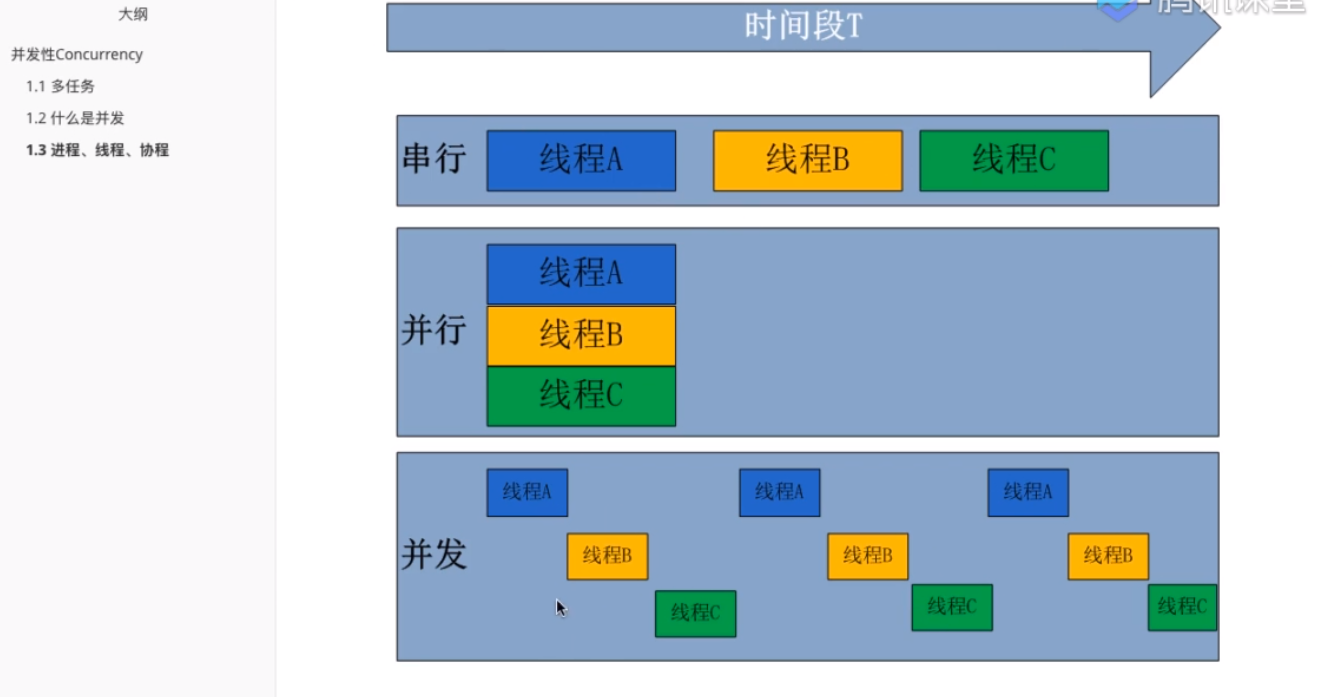 大纲
并发性Concurrency
1.1 多任务
1.2 什么是并发
1.3 进程、线程、协程
时间段T
腾讯课堂
串行
线程A
线程B
线程C
并行
线程A
线程B
线程C
并发
线程A
线程A
线程A
线程B
线程B
线程B
线程C
线程C
线程C